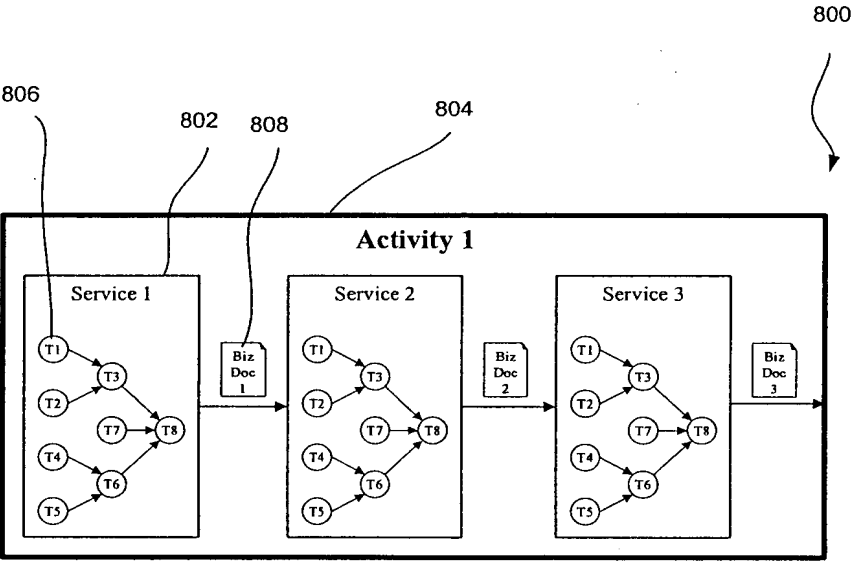 800
806
802
808
804
Activity 1
Service 1
Service 2
Service 3
T1
T3
T2
T7
T8
T4
T6
T5
Biz
Doc
1
T1
T3
T2
T7
T8
T4
T6
T5
Biz
Doc
2
T1
T3
T2
T7
T8
T4
T6
T5
Biz
Doc
3